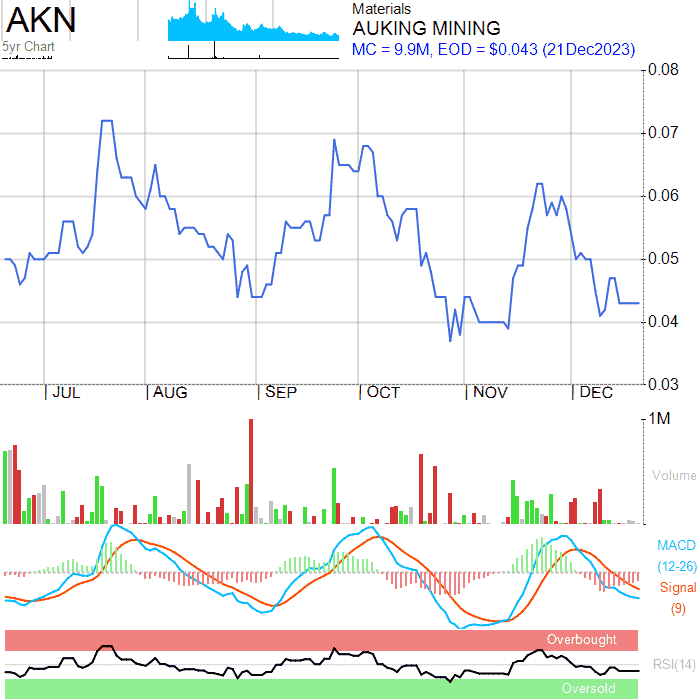 AKN
5yr Chart
Materials
AUKING MINING
MC = 9.9M, EOD = $0.043 (21Dec2023)
0.08
0.07
0.06
0.05
0.04
0.03
JUL AUG SEP OCT NOV DEC
1M
Volume
MACD
(12-26)
Signal
(9)
Overbought
RSI(14)
Oversold